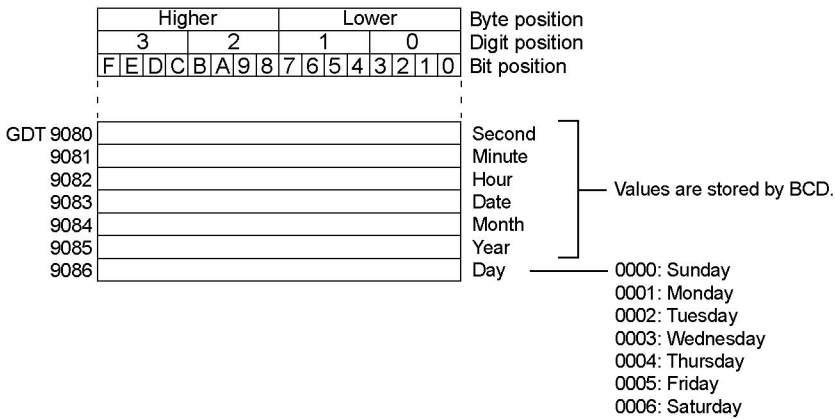 Higher Lower Byte position
3 2 1 0 Digit position
F E D C B A 9 8 7 6 5 4 3 2 1 0 Bit position
GDT 9080 Second
9081 Minute
9082 Hour
Values are stored by BCD.
9083 Date
9084 Month
9085 Year
9086 Day 0000: Sunday
0001: Monday
0002: Tuesday
0003: Wednesday
0004: Thursday
0005: Friday
0006: Saturday